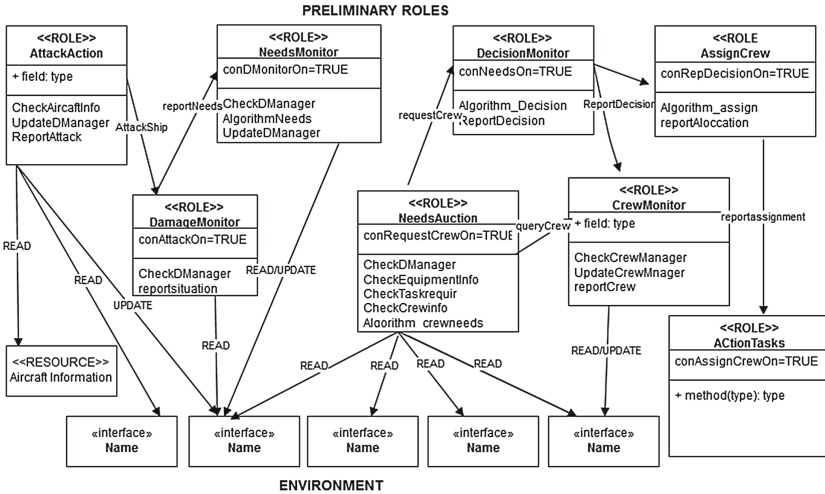 PRELIMINARY ROLES
<<ROLE>>
AttackAction
+ field: type
CheckAircaftInfo
UpdateDManager
ReportAttack
<<ROLE>>
NeedsMonitor
conDMonitorOn=TRUE
CheckDManager
AlgorithmNeeds
UpdateDManager
<<ROLE>>
DecisionMonitor
conNeedsOn=TRUE
Algorithm_Decision
ReportDecision
<<ROLE
AssignCrew
conRepDecisionOn=TRUE
Algorithm_assign
reportAloccation
reportNeeds
AttackShip
requestCrew
ReportDecision
<<ROLE>>
DamageMonitor
conAttackOn=TRUE
CheckDManager
reportsituation
<<ROLE>>
NeedsAuction
conRequestCrewOn=TRUE
CheckDManager
CheckEquipmentInfo
CheckTaskrequir
CheckCrewinfo
Algorithm_crewneeds
queryCrew
<<ROLE>>
CrewMonitor
+ field: type
CheckCrewManager
UpdateCrewMnager
reportCrew
reportassignment
READ
READ
UPDATE
READ/UPDATE
READ
READ
READ
READ
READ
READ/UPDATE
<<RESOURCE>>
Aircraft Information
<<ROLE>>
ACtionTasks
conAssignCrewOn=TRUE
+ method(type): type
«interface»
Name
«interface»
Name
«interface»
Name
«interface»
Name
«interface»
Name
ENVIRONMENT